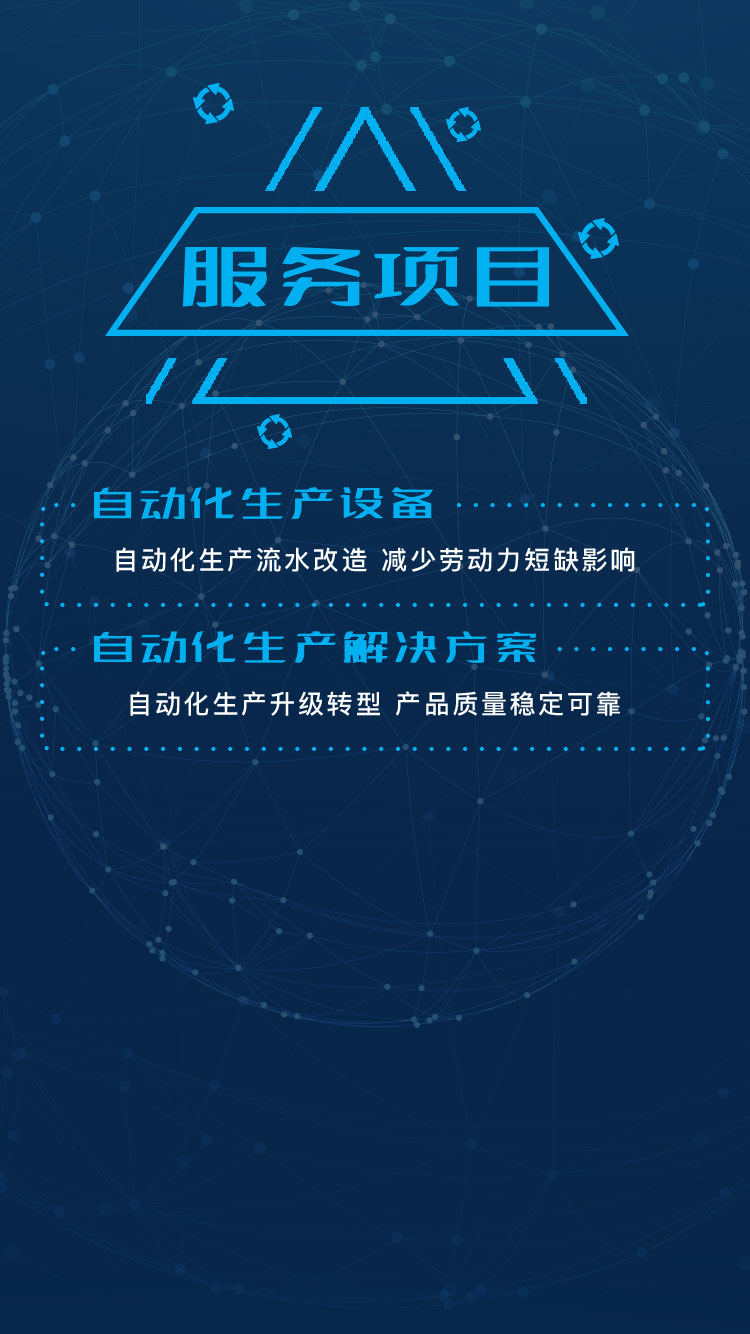 服务项目
自动化生产设备
自动化生产流水改造 减少劳动力短缺影响
自动化生产解决方案
自动化生产升级转型 产品质量稳定可靠